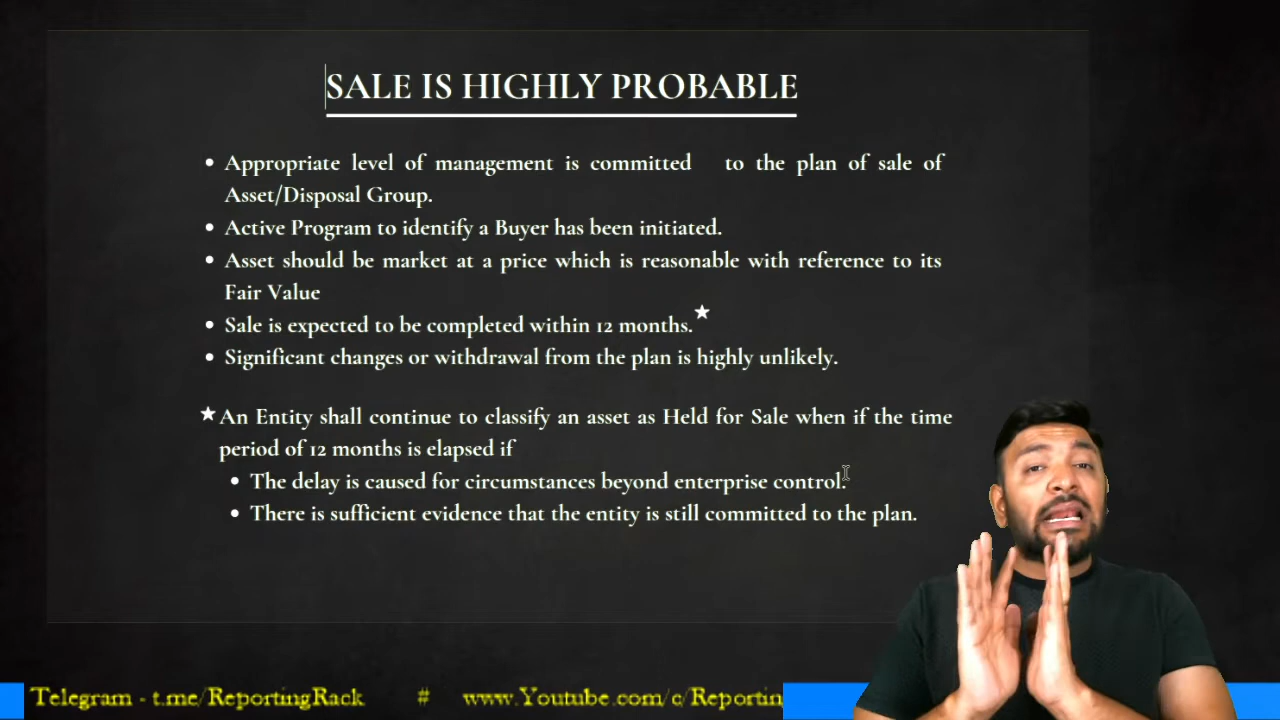 SALE IS HIGHLY PROBABLE
• Appropriate level of management is committed to the plan of sale of
Asset/Disposal Group.
• Active Program to identify a Buyer has been initiated.
• Asset should be market at a price which is reasonable with reference to its
Fair Value
• Sale is expected to be completed within 12 months.★
• Significant changes or withdrawal from the plan is highly unlikely.
★ An Entity shall continue to classify an asset as Held for Sale when if the time
period of 12 months is elapsed if
• The delay is caused for circumstances beyond enterprise control.
• There is sufficient evidence that the entity is still committed to the plan.
Telegram - t.me/ReportingRack # www.Youtube.com/c/Reportin